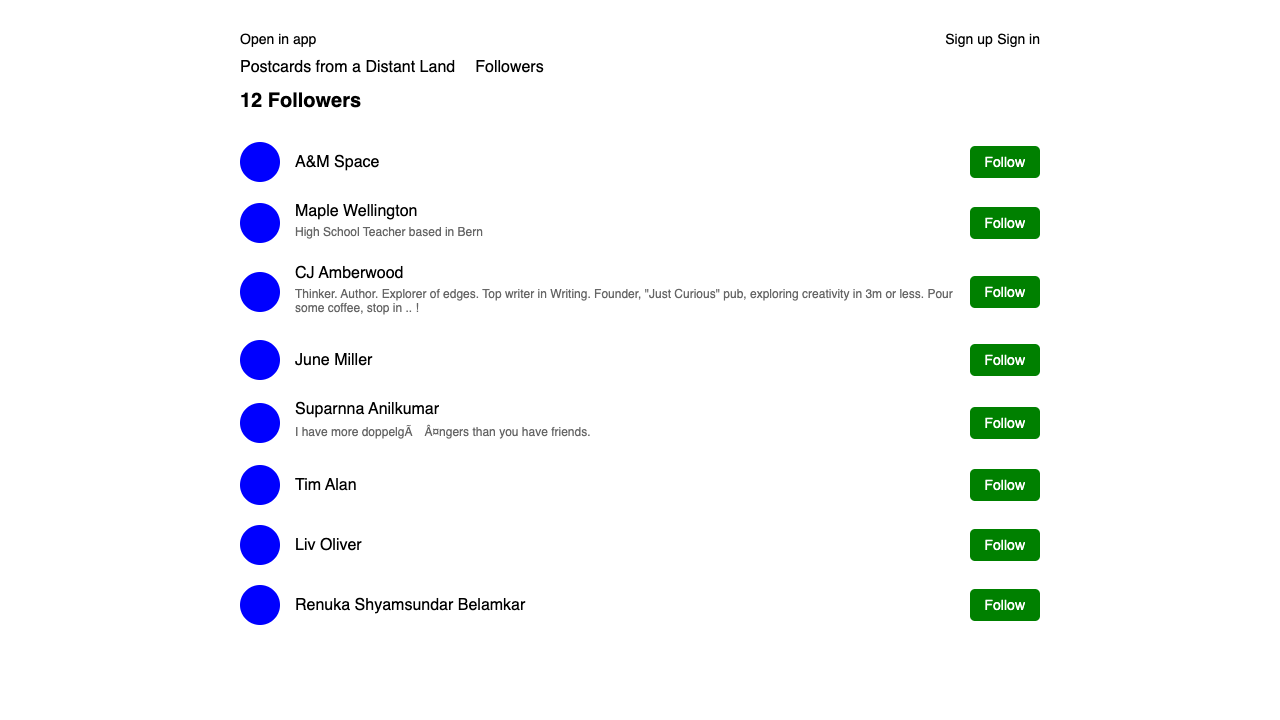 Open in app
Sign up Sign in
Postcards from a Distant Land Followers
12 Followers
A&M Space
Follow
Maple Wellington
High School Teacher based in Bern
Follow
CJ Amberwood
Thinker. Author. Explorer of edges. Top writer in Writing. Founder, "Just Curious" pub, exploring creativity in 3m or less. Pour
some coffee, stop in .. !
Follow
June Miller
Follow
Suparnna Anilkumar
I have more doppelgÃ Â¤ngers than you have friends.
Follow
Tim Alan
Follow
Liv Oliver
Follow
Renuka Shyamsundar Belamkar
Follow